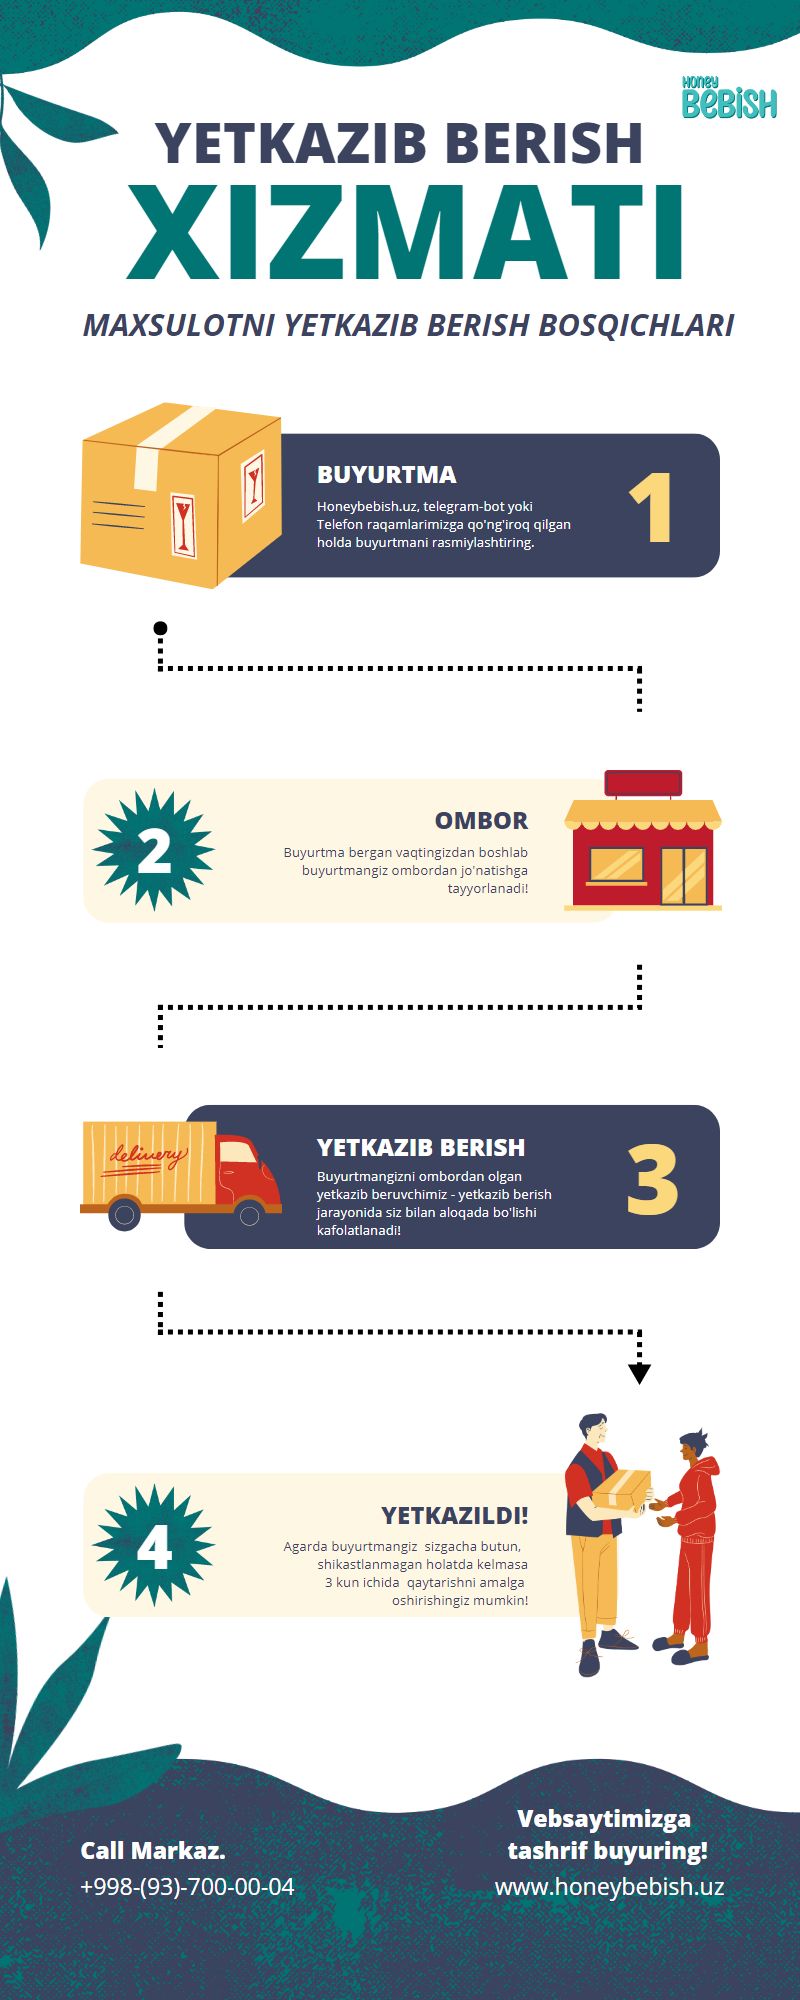 HONEY
BEBISH
YETKAZIB BERISH
XIZMATI
MAXSULOTNI YETKAZIB BERISH BOSQICHLARI
BUYURTMA
Honeybebish.uz, telegram-bot yoki
Telefon raqamlarimizga qo'ng'iroq qilgan
holda buyurtmani rasmiylashtiring.
1
2
OMBOR
Buyurtma bergan vaqtingizdan boshlab
buyurtmangiz ombordan jo'natishga
tayyorlanadi!
delivery
YETKAZIB BERISH
Buyurtmangizni ombordan olgan
yetkazib beruvchimiz - yetkazib berish
jarayonida siz bilan aloqada bo'lishi
kafolatlanadi!
3
4
YETKAZILDI!
Agarda buyurtmangiz sizgacha butun,
shikastlanmagan holatda kelmasa
3 kun ichida qaytarishni amalga
oshirishingiz mumkin!
Call Markaz.
+998-(93)-700-00-04
Vebsaytimizga
tashrif buyuring!
www.honeybebish.uz